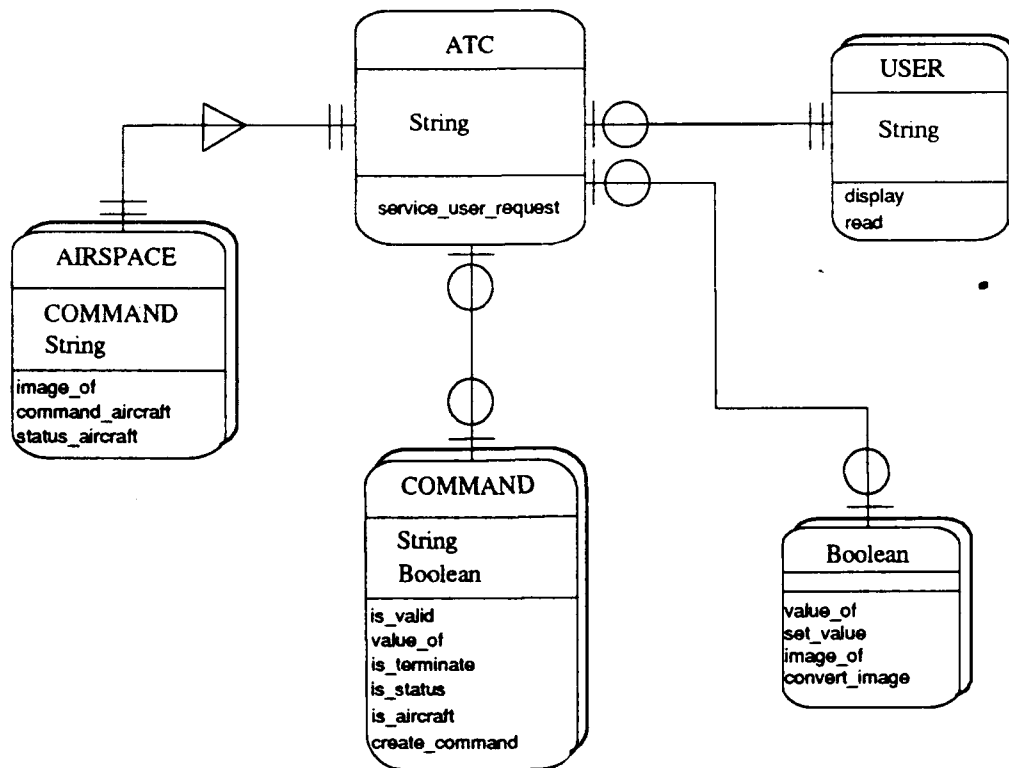 ATC
String
service_user_request
USER
String
display
read
AIRSPACE
COMMAND
String
image_of
command_aircraft
status_aircraft
COMMAND
String
Boolean
is_valid
value_of
is_terminate
is_status
is_aircraft
create_command
Boolean
value_of
set_value
image_of
convert_image